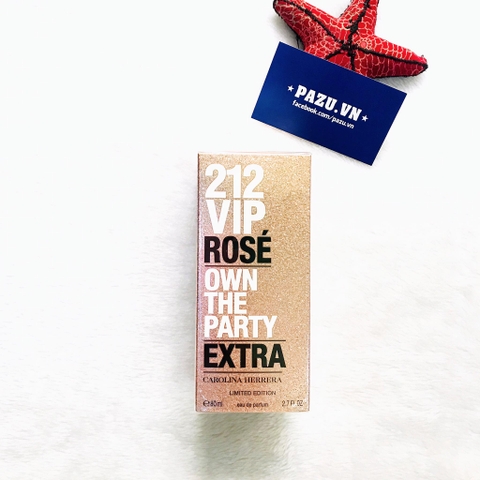 ★ PAZU.VN ★
facebook.com/pazu.vn
212
VIP
ROSÉ
OWN
THE
PARTY
EXTRA
CAROLINA HERRERA
LIMITED EDITION
℮80ml eau de parfum 2.7 Fl. Oz